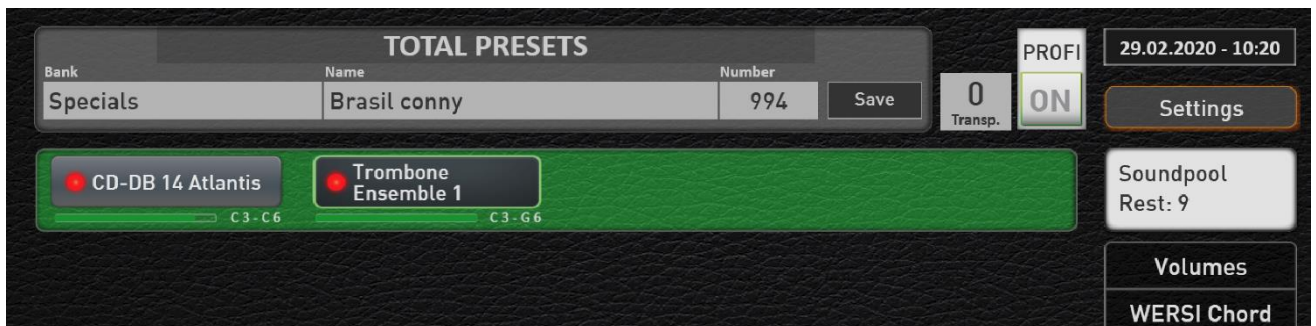 TOTAL PRESETS
Bank
Name
Number
Specials
Brasil conny
994
Save
0
Transp.
PROFI
ON
29.02.2020 - 10:20
Settings
CD-DB 14 Atlantis
C3-C6
Trombone
Ensemble 1
C3-G6
Soundpool
Rest: 9
Volumes
WERSI Chord